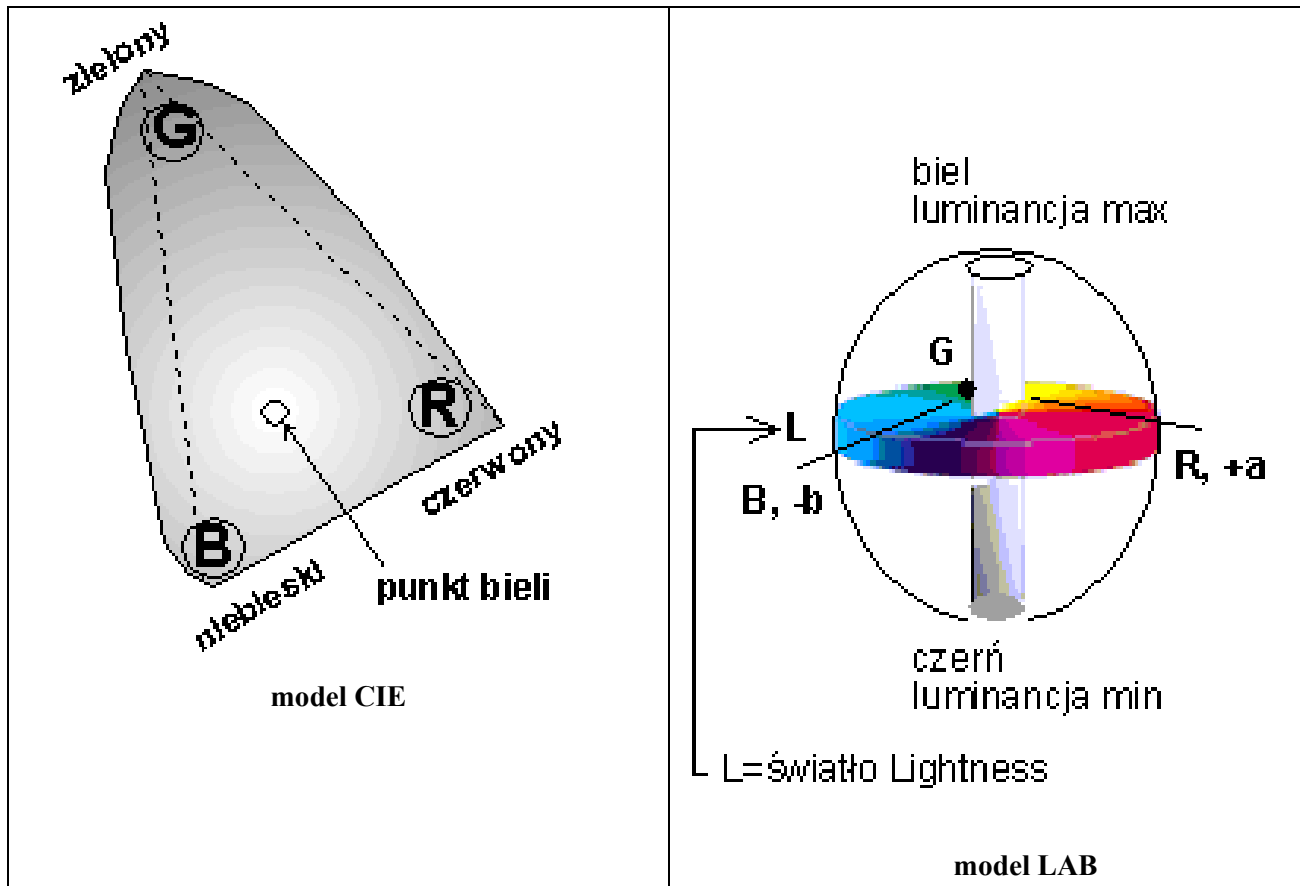 zielony
G
R
czerwony
B
niebieski
punkt bieli
model CIE
biel
luminancja max
G
L
B, -b
R, +a
czerń
luminancja min
L=światło Lightness
model LAB